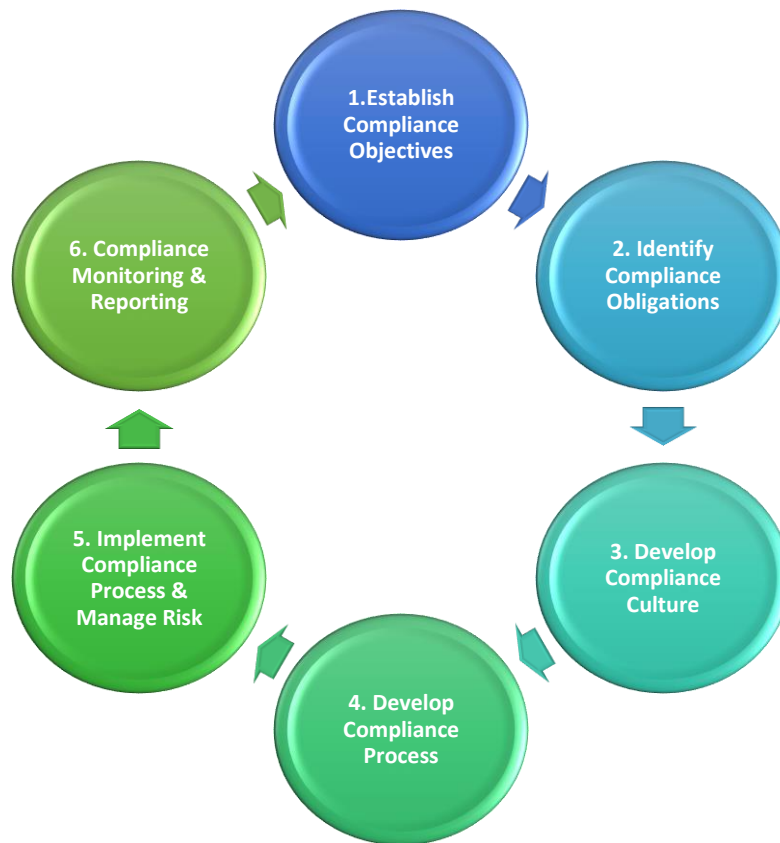 1.Establish
Compliance
Objectives
2. Identify
Compliance
Obligations
3. Develop
Compliance
Culture
4. Develop
Compliance
Process
5. Implement
Compliance
Process &
Manage Risk
6. Compliance
Monitoring &
Reporting